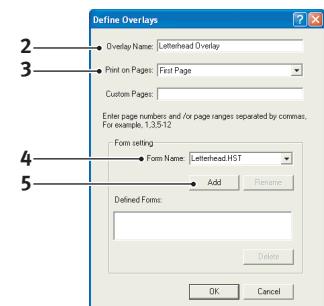 Define Overlays
2
Overlay Name: Letterhead Overlay
3
Print on Pages: First Page
Custom Pages:
Enter page numbers and /or page ranges separated by commas,
For example, 1,3,5-12
Form setting
4
Form Name: Letterhead.HST
5
Add Rename
Defined Forms:
Delete
OK Cancel